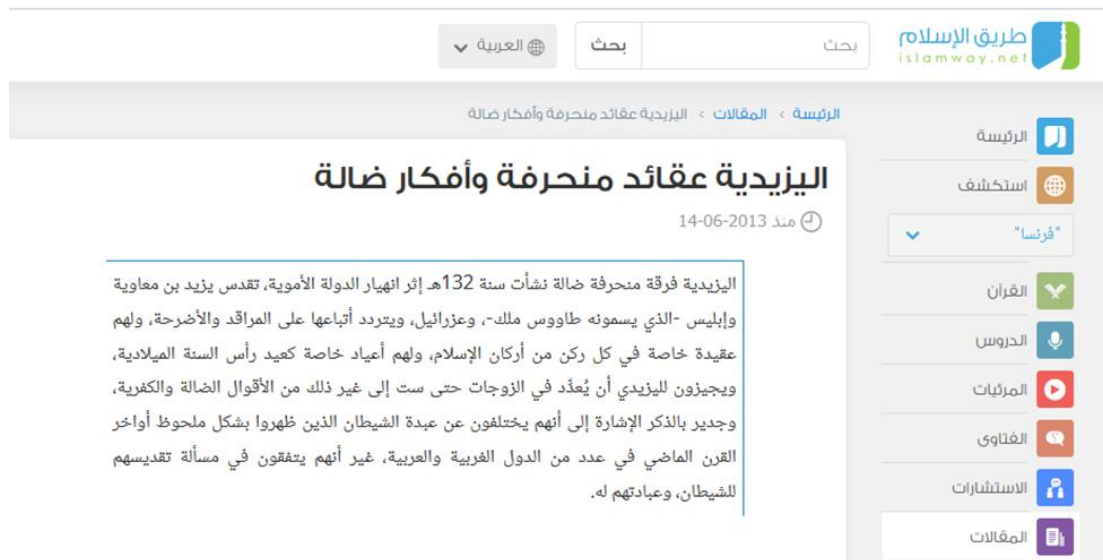 طريق الإسلام
islamway.net
بحث
بحث
العربية
الرئيسة › المقالات › اليزيدية عقائد منحرفة وأفكار ضالة
اليزيدية عقائد منحرفة وأفكار ضالة
منذ 2013-06-14
اليزيدية فرقة منحرفة ضالة نشأت سنة 132هـ إثر انهيار الدولة الأموية، تقدس يزيد بن معاوية
وإبليس -الذي يسمونه طاووس ملك-، وعزرائيل، ويتردد أتباعها على المراقد والأضرحة، ولهم
عقيدة خاصة في كل ركن من أركان الإسلام، ولهم أعياد خاصة كعيد رأس السنة الميلادية،
ويجيزون لليزيدي أن يُعدِّد في الزوجات حتى ست إلى غير ذلك من الأقوال الضالة والكفرية،
وجدير بالذكر الإشارة إلى أنهم يختلفون عن عبدة الشيطان الذين ظهروا بشكل ملحوظ أواخر
القرن الماضي في عدد من الدول الغربية والعربية، غير أنهم يتفقون في مسألة تقديسهم
للشيطان، وعبادتهم له.
الرئيسة
استكشف
"فرنسا"
القرآن
الدروس
المرئيات
الفتاوى
الاستشارات
المقالات